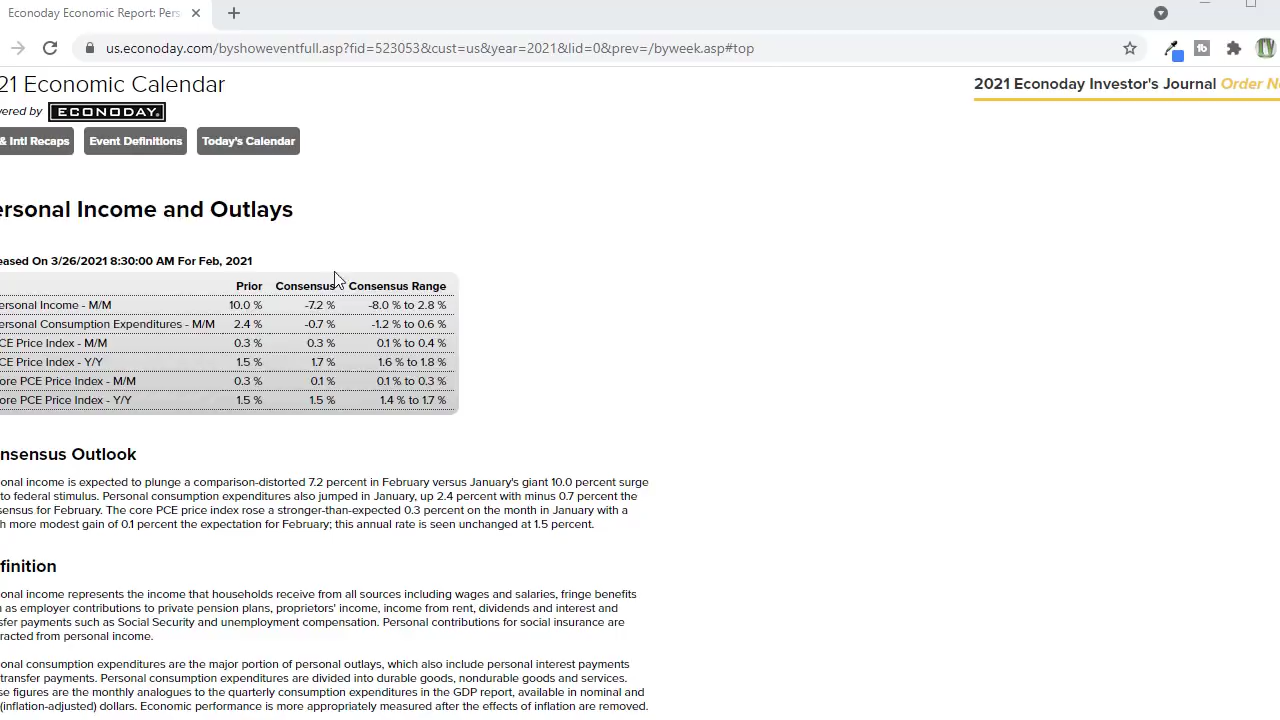 Econoday Economic Report: Pers
us.econoday.com/byshoweventfull.asp?fid=523053&cust=us&year=2021&lid=0&prev=/byweek.asp#top
21 Economic Calendar
2021 Econoday Investor's Journal Order N
wered by ECONODAY.
& Intl Recaps Event Definitions Today's Calendar
ersonal Income and Outlays
eased On 3/26/2021 8:30:00 AM For Feb, 2021
Prior Consensus Consensus Range
ersonal Income - M/M 10.0 % -7.2 % -8.0 % to 2.8 %
ersonal Consumption Expenditures - M/M 2.4 % -0.7 % -1.2 % to 0.6 %
CE Price Index - M/M 0.3 % 0.3 % 0.1 % to 0.4 %
CE Price Index - Y/Y 1.5 % 1.7 % 1.6 % to 1.8 %
ore PCE Price Index - M/M 0.3 % 0.1 % 0.1 % to 0.3 %
ore PCE Price Index - Y/Y 1.5 % 1.5 % 1.4 % to 1.7 %
nsensus Outlook
onal income is expected to plunge a comparison-distorted 7.2 percent in February versus January's giant 10.0 percent surge
to federal stimulus. Personal consumption expenditures also jumped in January, up 2.4 percent with minus 0.7 percent the
sensus for February. The core PCE price index rose a stronger-than-expected 0.3 percent on the month in January with a
h more modest gain of 0.1 percent the expectation for February; this annual rate is seen unchanged at 1.5 percent.
finition
onal income represents the income that households receive from all sources including wages and salaries, fringe benefits
as employer contributions to private pension plans, proprietors' income, income from rent, dividends and interest and
sfer payments such as Social Security and unemployment compensation. Personal contributions for social insurance are
racted from personal income.
onal consumption expenditures are the major portion of personal outlays, which also include personal interest payments
transfer payments. Personal consumption expenditures are divided into durable goods, nondurable goods and services.
se figures are the monthly analogues to the quarterly consumption expenditures in the GDP report, available in nominal and
(inflation-adjusted) dollars. Economic performance is more appropriately measured after the effects of inflation are removed.